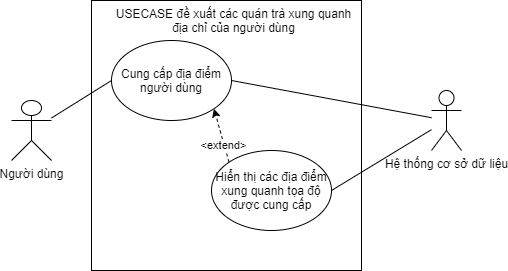 USECASE đề xuất các quán trà xung quanh
địa chỉ của người dùng
Cung cấp địa điểm
người dùng
<extend>
Người dùng
Hệ thống cơ sở dữ liệu
Hiển thị các địa điểm
xung quanh tọa độ
được cung cấp